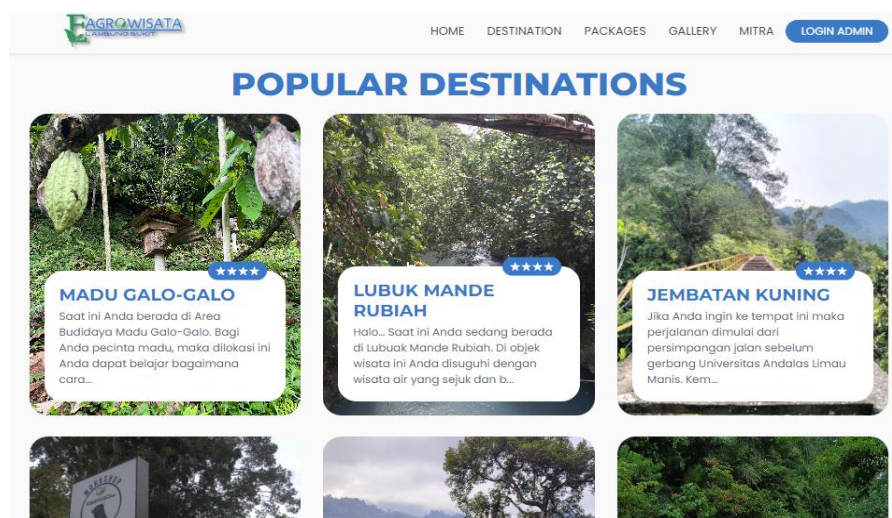 EAGROWISATA
LAMBUNG BUKIT
HOME DESTINATION PACKAGES GALLERY MITRA LOGIN ADMIN
POPULAR DESTINATIONS
MADU GALO-GALO
Saat ini Anda berada di Area
Budidaya Madu Galo-Galo. Bagi
Anda pecinta madu, maka dilokasi ini
Anda dapat belajar bagaimana
cara...
LUBUK MANDE
RUBIAH
Halo... Saat ini Anda sedang berada
di Lubuak Mande Rubiah. Di objek
wisata ini Anda disuguhi dengan
wisata air yang sejuk dan b...
JEMBATAN KUNING
Jika Anda ingin ke tempat ini maka
perjalanan dimulai dari
persimpangan jalan sebelum
gerbang Universitas Andalas Limau
Manis. Kem...
WORKSHOP